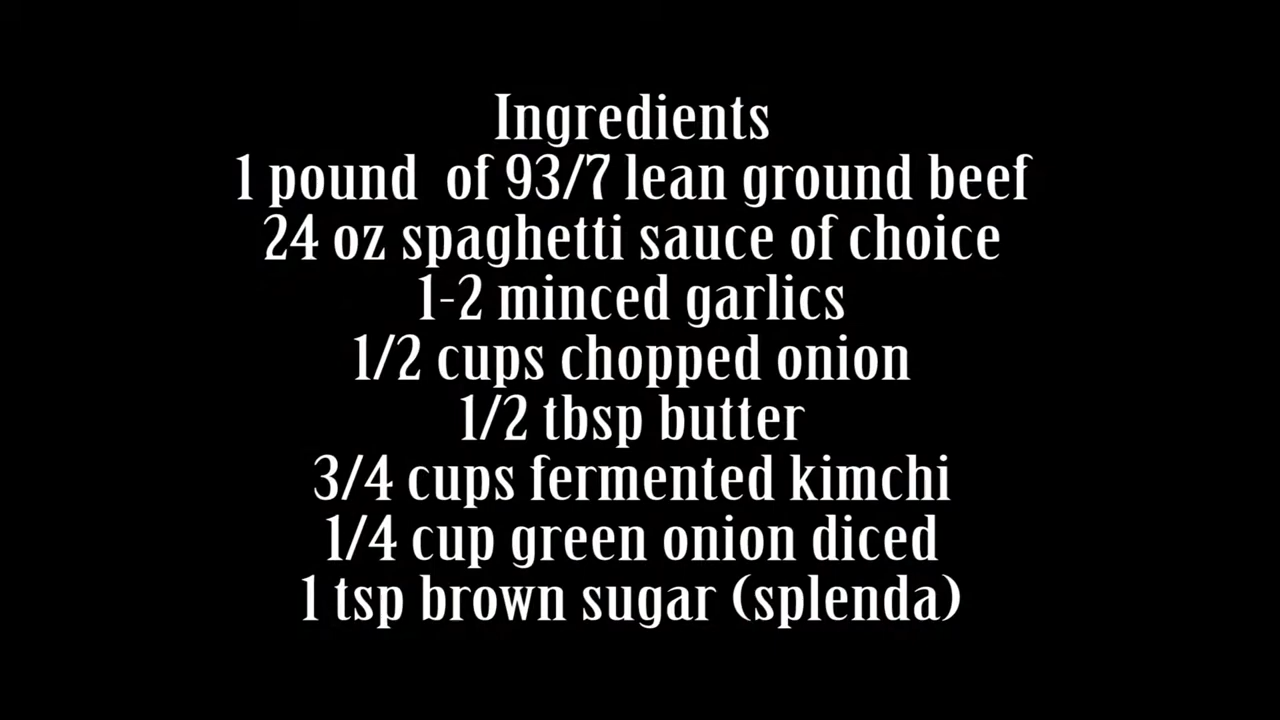 Ingredients
1 pound of 93/7 lean ground beef
24 oz spaghetti sauce of choice
1-2 minced garlics
1/2 cups chopped onion
1/2 tbsp butter
3/4 cups fermented kimchi
1/4 cup green onion diced
1 tsp brown sugar (splenda)